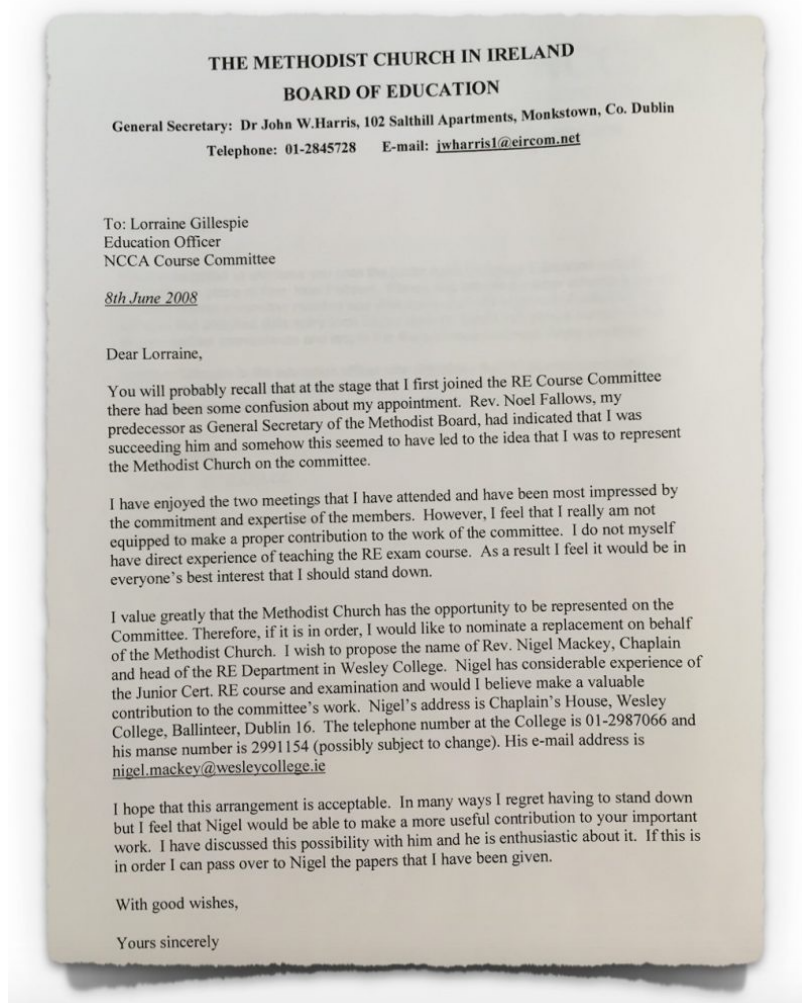 THE METHODIST CHURCH IN IRELAND
BOARD OF EDUCATION
General Secretary: Dr John W.Harris, 102 Salthill Apartments, Monkstown, Co. Dublin
Telephone: 01-2845728 E-mail: jwharris1@eircom.net
To: Lorraine Gillespie
Education Officer
NCCA Course Committee
8th June 2008
Dear Lorraine,
You will probably recall that at the stage that I first joined the RE Course Committee
there had been some confusion about my appointment. Rev. Noel Fallows, my
predecessor as General Secretary of the Methodist Board, had indicated that I was
succeeding him and somehow this seemed to have led to the idea that I was to represent
the Methodist Church on the committee.
I have enjoyed the two meetings that I have attended and have been most impressed by
the commitment and expertise of the members. However, I feel that I really am not
equipped to make a proper contribution to the work of the committee. I do not myself
have direct experience of teaching the RE exam course. As a result I feel it would be in
everyone's best interest that I should stand down.
I value greatly that the Methodist Church has the opportunity to be represented on the
Committee. Therefore, if it is in order, I would like to nominate a replacement on behalf
of the Methodist Church. I wish to propose the name of Rev. Nigel Mackey, Chaplain
and head of the RE Department in Wesley College. Nigel has considerable experience of
the Junior Cert. RE course and examination and would I believe make a valuable
contribution to the committee's work. Nigel's address is Chaplain's House, Wesley
College, Ballinteer, Dublin 16. The telephone number at the College is 01-2987066 and
his manse number is 2991154 (possibly subject to change). His e-mail address is
nigel.mackey@wesleycollege.ie
I hope that this arrangement is acceptable. In many ways I regret having to stand down
but I feel that Nigel would be able to make a more useful contribution to your important
work. I have discussed this possibility with him and he is enthusiastic about it. If this is
in order I can pass over to Nigel the papers that I have been given.
With good wishes,
Yours sincerely